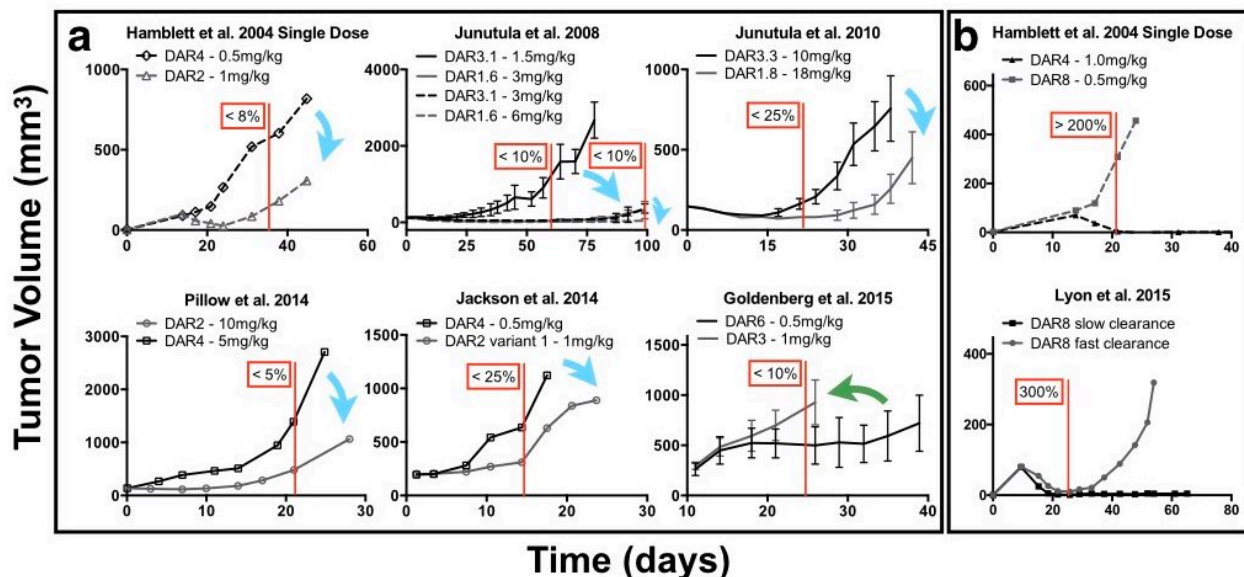 a
Hamblett et al. 2004 Single Dose
DAR4 - 0.5mg/kg
DAR2 - 1mg/kg
1000
500
0
0 20 40 60
< 8%
Junutula et al. 2008
DAR3.1 - 1.5mg/kg
DAR1.6 - 3mg/kg
DAR3.1 - 3mg/kg
DAR1.6 - 6mg/kg
4000
2000
0
0 25 50 75 100
< 10%
< 10%
Junutula et al. 2010
DAR3.3 - 10mg/kg
DAR1.8 - 18mg/kg
1000
500
0
0 15 30 45
< 25%
b
Hamblett et al. 2004 Single Dose
DAR4 - 1.0mg/kg
DAR8 - 0.5mg/kg
600
400
200
0
0 20 40 60 80
> 200%
Pillow et al. 2014
DAR2 - 10mg/kg
DAR4 - 5mg/kg
3000
2000
1000
0
0 10 20 30
< 5%
Jackson et al. 2014
DAR4 - 0.5mg/kg
DAR2 variant 1 - 1mg/kg
1500
1000
500
0
0 10 20 30
< 25%
Goldenberg et al. 2015
DAR6 - 0.5mg/kg
DAR3 - 1mg/kg
1500
1000
500
0
10 20 30 40
< 10%
Lyon et al. 2015
DAR8 slow clearance
DAR8 fast clearance
400
200
0
0 20 40 60 80
300%
Tumor Volume (mm³)
Time (days)